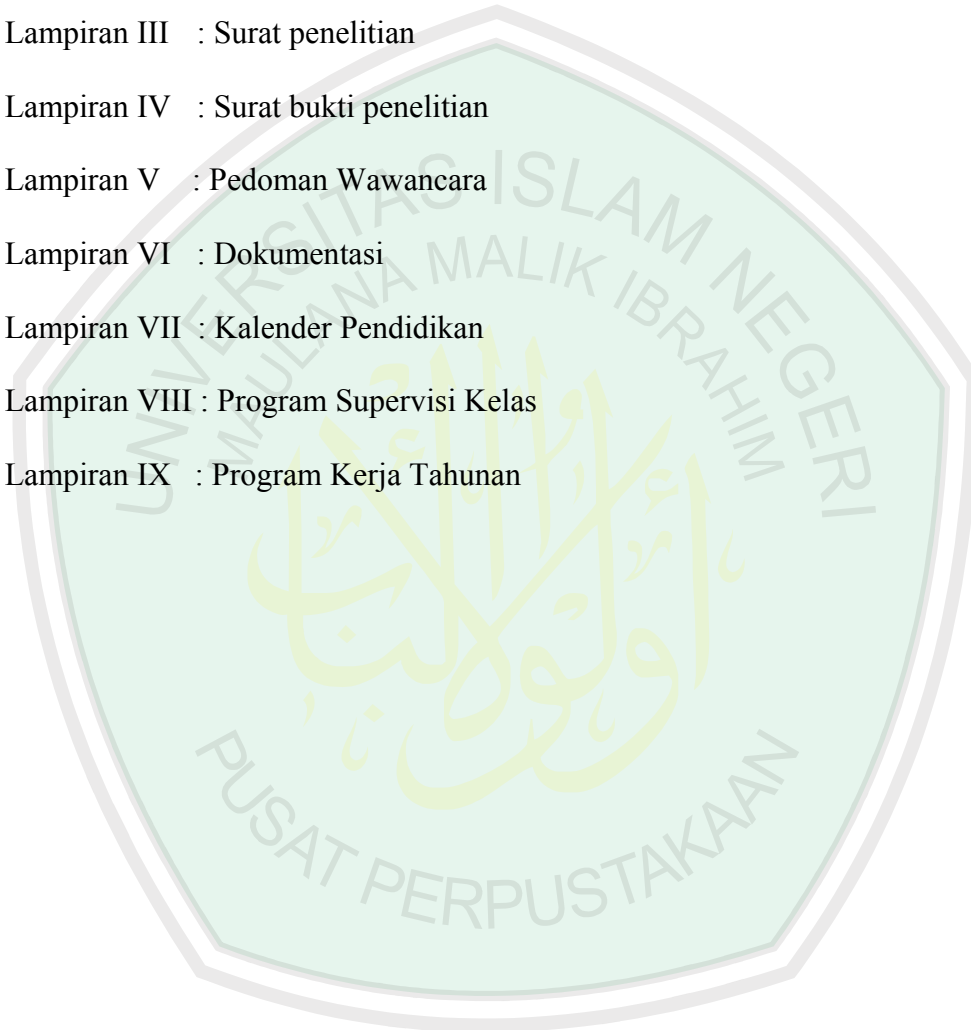 Lampiran III : Surat penelitian
Lampiran IV : Surat bukti penelitian
Lampiran V : Pedoman Wawancara
Lampiran VI : Dokumentasi
Lampiran VII : Kalender Pendidikan
Lampiran VIII : Program Supervisi Kelas
Lampiran IX : Program Kerja Tahunan
UNIVERSITAS ISLAM NEGERI
MAULANA MALIK IBRAHIM
PUSAT PERPUSTAKAAN